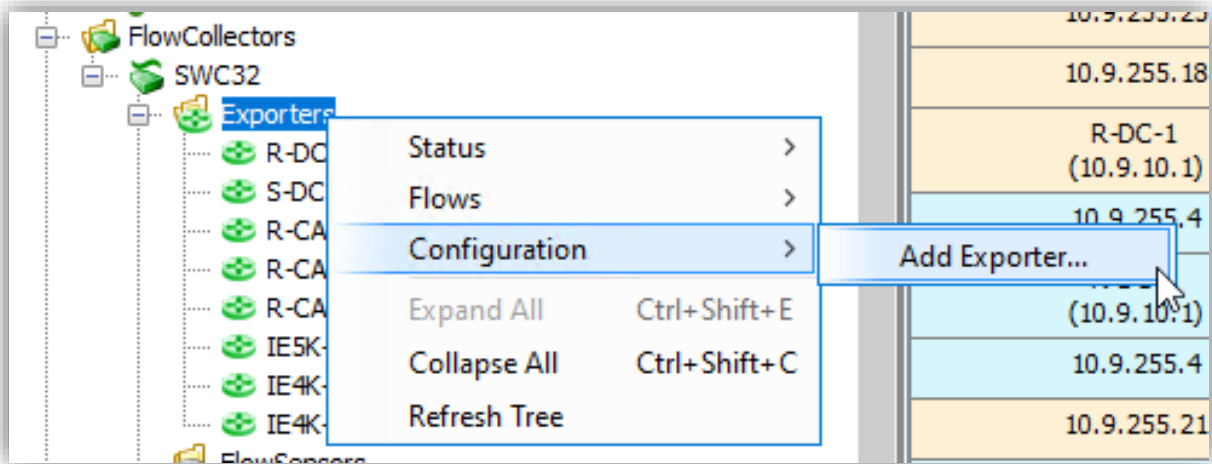 FlowCollectors
SWC32
Exporters
R-DC
S-DC
R-CA
R-CA
R-CA
IE5K-
IE4K-
IE4K-
FlowSensors
Status
Flows
Configuration
Expand All Ctrl+Shift+E
Collapse All Ctrl+Shift+C
Refresh Tree
Add Exporter...
10.9.255.18
R-DC-1
(10.9.10.1)
10.9.255.4
(10.9.10.1)
10.9.255.4
10.9.255.21